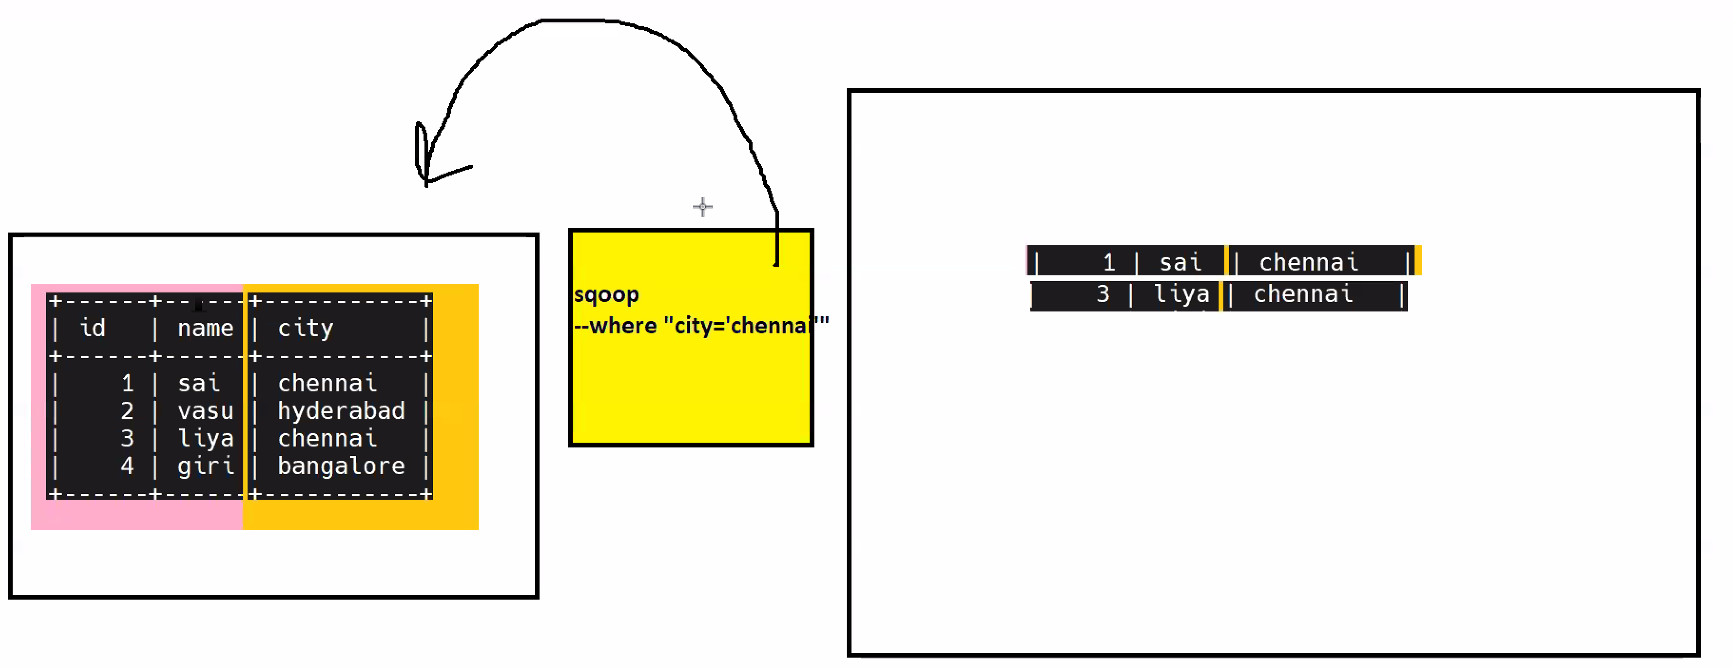 +------+------+-----------+
| id   | name | city      |
+------+------+-----------+
|    1 | sai  | chennai   |
|    2 | vasu | hyderabad |
|    3 | liya | chennai   |
|    4 | giri | bangalore |
+------+------+-----------+
sqoop
--where "city='chennai'"
|    1 | sai  | chennai   |
|    3 | liya | chennai   |